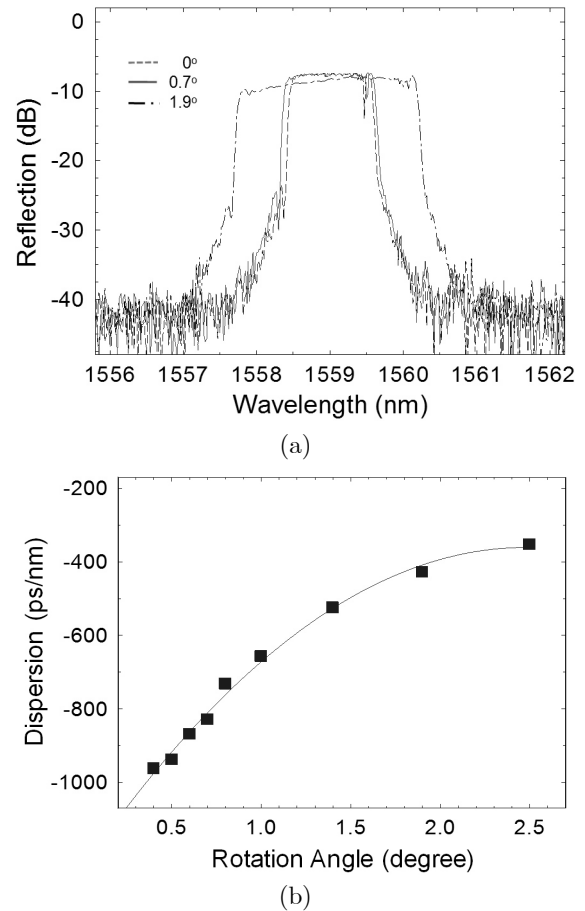 0
-10
-20
-30
-40
Reflection (dB)
0º
0.7º
1.9º
1556 1557 1558 1559 1560 1561 1562
Wavelength (nm)
(a)
-200
-400
-600
-800
-1000
Dispersion (ps/nm)
0.5 1.0 1.5 2.0 2.5
Rotation Angle (degree)
(b)